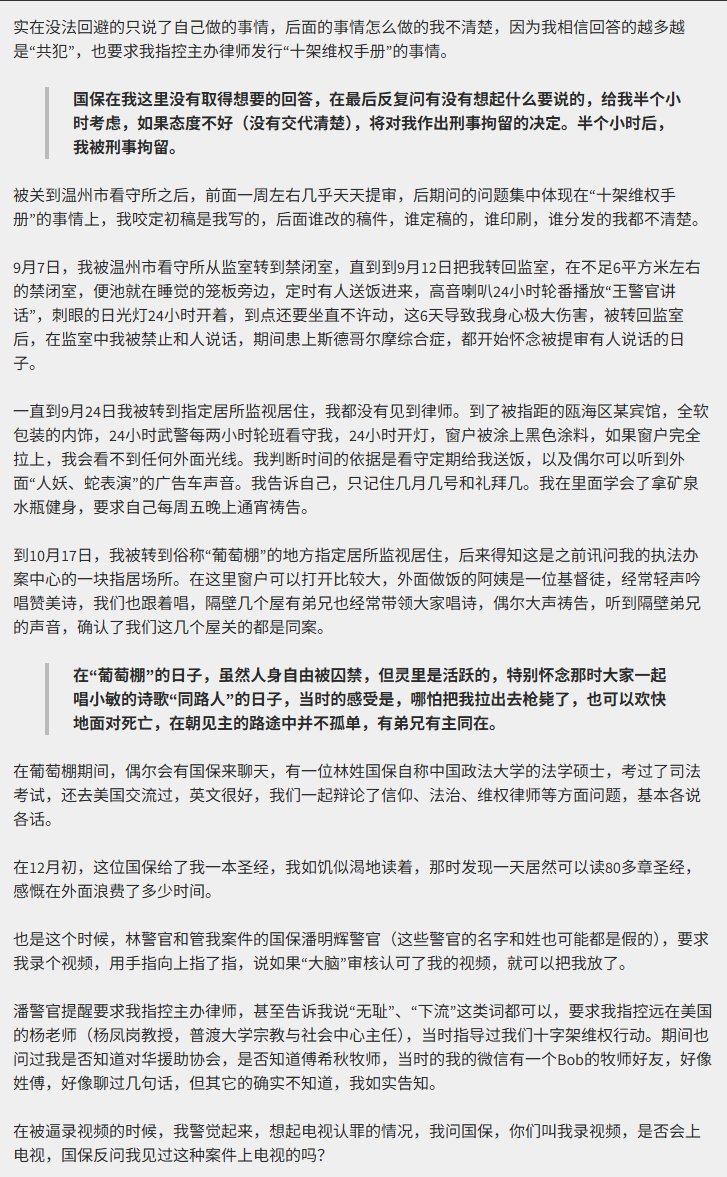 实在没法回避的只说了自己做的事情，后面的事情怎么做的我不清楚，因为我相信回答的越多越
是“共犯”，也要求我指控主办律师发行“十架维权手册”的事情。
国保在我这里没有取得想要的回答，在最后反复问有没有想起什么要说的，给我半个小
时考虑，如果态度不好（没有交代清楚），将对我作出刑事拘留的决定。半个小时后，
我被刑事拘留。
被关到温州市看守所之后，前面一周左右几乎天天提审，后期问的问题集中体现在“十架维权手
册”的事情上，我咬定初稿是我写的，后面谁改的稿件，谁定稿的，谁印刷，谁分发的我都不清楚。
9月7日，我被温州市看守所从监室转到禁闭室，直到到9月12日把我转回监室，在不足6平方米左右
的禁闭室，便池就在睡觉的笼板旁边，定时有人送饭进来，高音喇叭24小时轮番播放“王警官讲
话”，刺眼的日光灯24小时开着，到点还要坐直不许动，这6天导致我身心极大伤害，被转回监室
后，在监室中我被禁止和人说话，期间患上斯德哥尔摩综合症，都开始怀念被提审有人说话的日
子。
一直到9月24日我被转到指定居所监视居住，我都没有见到律师。到了被指距的瓯海区某宾馆，全软
包装的内饰，24小时武警每两小时轮班看守我，24小时开灯，窗户被涂上黑色涂料，如果窗户完全
拉上，我会看不到任何外面光线。我判断时间的依据是看守定期给我送饭，以及偶尔可以听到外
面“人妖、蛇表演”的广告车声音。我告诉自己，只记住几月几号和礼拜几。我在里面学会了拿矿泉
水瓶健身，要求自己每周五晚上通宵祷告。
到10月17日，我被转到俗称“葡萄棚”的地方指定居所监视居住，后来得知这是之前讯问我的执法办
案中心的一块指居场所。在这里窗户可以打开比较大，外面做饭的阿姨是一位基督徒，经常轻声吟
唱赞美诗，我们也跟着唱，隔壁几个屋有弟兄也经常带领大家唱诗，偶尔大声祷告，听到隔壁弟兄
的声音，确认了我们这几个屋关的都是同案。
在“葡萄棚”的日子，虽然人身自由被囚禁，但灵里是活跃的，特别怀念那时大家一起
唱小敏的诗歌“同路人”的日子，当时的感受是，哪怕把我拉出去枪毙了，也可以欢快
地面对死亡，在朝见主的路途中并不孤单，有弟兄有主同在。
在葡萄棚期间，偶尔会有国保来聊天，有一位林姓国保自称中国政法大学的法学硕士，考过了司法
考试，还去美国交流过，英文很好，我们一起辩论了信仰、法治、维权律师等方面问题，基本各说
各话。
在12月初，这位国保给了我一本圣经，我如饥似渴地读着，那时发现一天居然可以读80多章圣经，
感慨在外面浪费了多少时间。
也是这个时候，林警官和管我案件的国保潘明辉警官（这些警官的名字和姓也可能都是假的），要求
我录个视频，用手指向上指了指，说如果“大脑”审核认可了我的视频，就可以把我放了。
潘警官提醒要求我指控主办律师，甚至告诉我说“无耻”、“下流”这类词都可以，要求我指控远在美国
的杨老师（杨凤岗教授，普渡大学宗教与社会中心主任），当时指导过我们十字架维权行动。期间也
问过我是否知道对华援助协会，是否知道傅希秋牧师，当时的我的微信有一个Bob的牧师好友，好像
姓傅，好像聊过几句话，但其它的确实不知道，我如实告知。
在被逼录视频的时候，我警觉起来，想起电视认罪的情况，我问国保，你们叫我录视频，是否会上
电视，国保反问我见过这种案件上电视的吗？